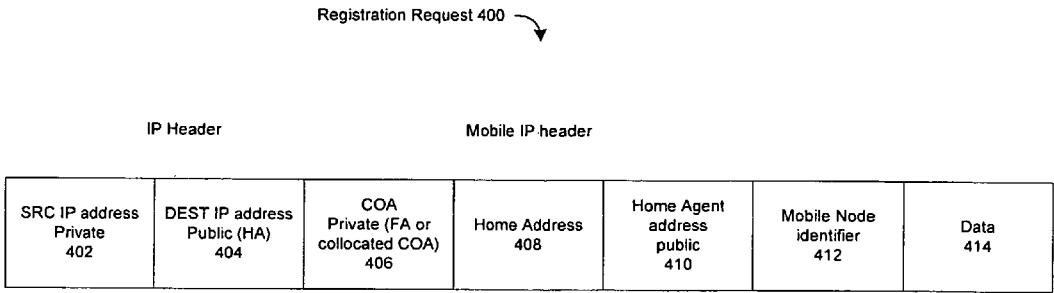 Registration Request 400
IP Header
Mobile IP header
SRC IP address
Private
402
DEST IP address
Public (HA)
404
COA
Private (FA or
collocated COA)
406
Home Address
408
Home Agent
address
public
410
Mobile Node
identifier
412
Data
414